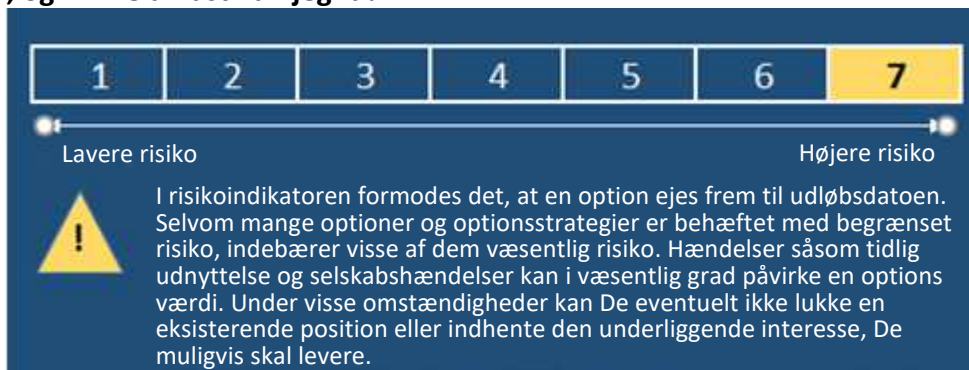 1 2 3 4 5 6 7
Lavere risiko Højere risiko
!
I risikoindikatoren formodes det, at en option ejes frem til udløbsdatoen.
Selvom mange optioner og optionsstrategier er behæftet med begrænset
risiko, indebærer visse af dem væsentlig risiko. Hændelser såsom tidlig
udnyttelse og selskabshændelser kan i væsentlig grad påvirke en options
værdi. Under visse omstændigheder kan De eventuelt ikke lukke en
eksisterende position eller indhente den underliggende interesse, De
muligvis skal levere.